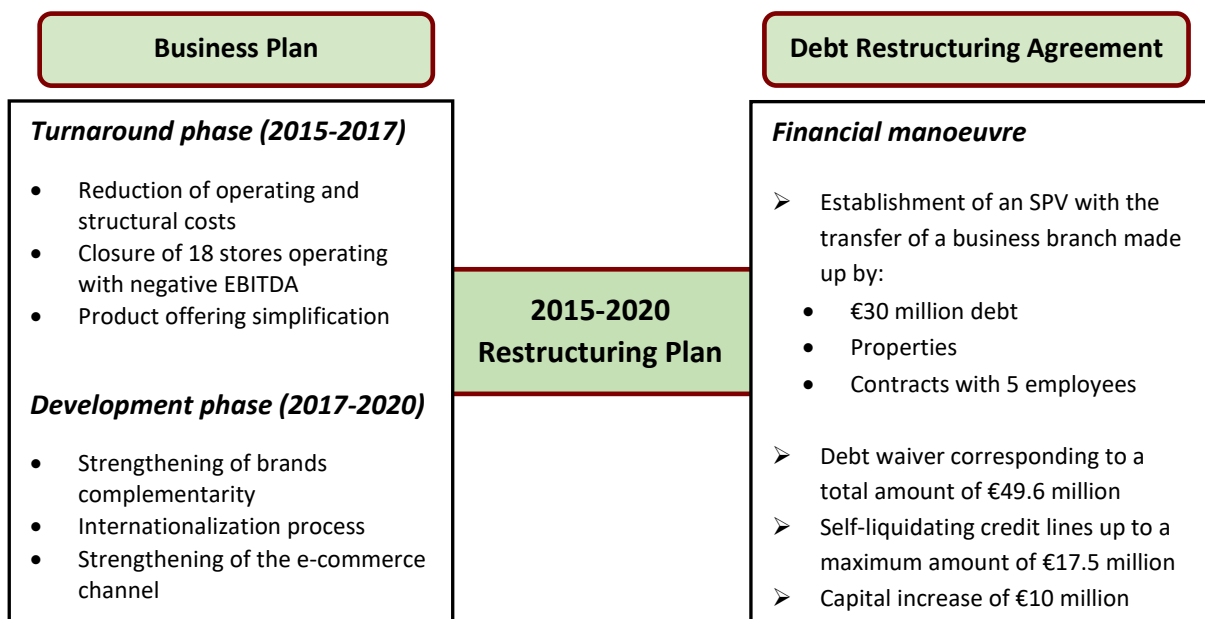 Business Plan
Turnaround phase (2015-2017)
• Reduction of operating and
structural costs
• Closure of 18 stores operating
with negative EBITDA
• Product offering simplification
Development phase (2017-2020)
• Strengthening of brands
complementarity
• Internationalization process
• Strengthening of the e-commerce
channel
2015-2020
Restructuring Plan
Debt Restructuring Agreement
Financial manoeuvre
➢ Establishment of an SPV with the
transfer of a business branch made
up by:
• €30 million debt
• Properties
• Contracts with 5 employees
➢ Debt waiver corresponding to a
total amount of €49.6 million
➢ Self-liquidating credit lines up to a
maximum amount of €17.5 million
➢ Capital increase of €10 million